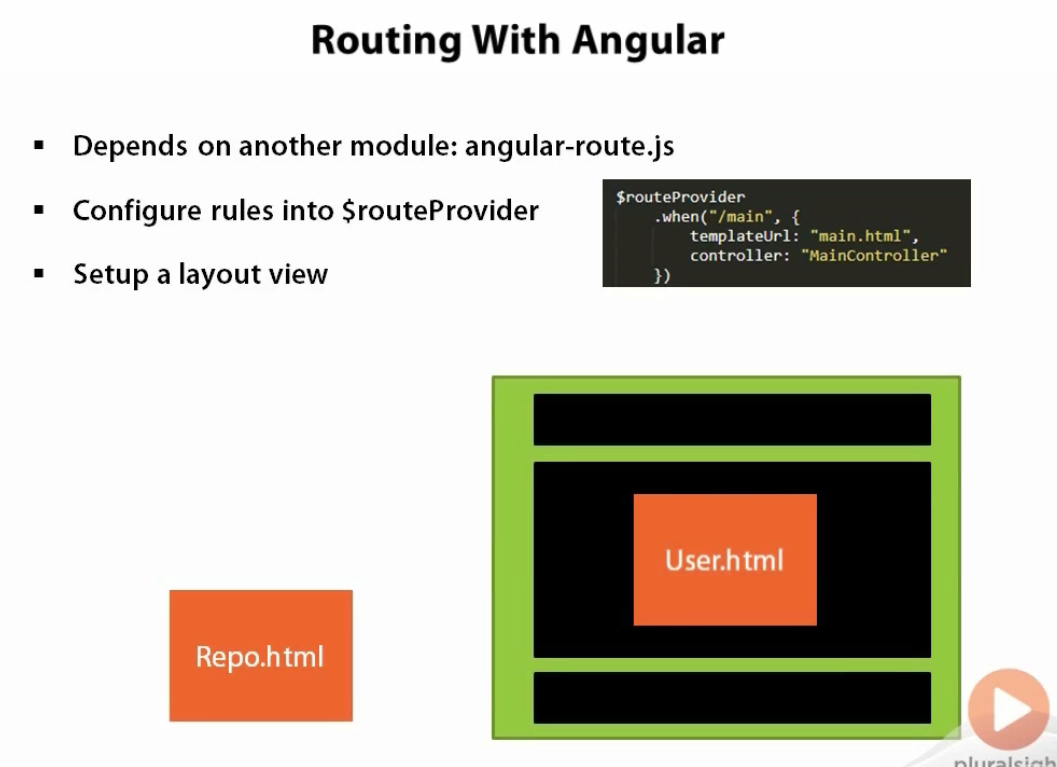 Routing With Angular
▪ Depends on another module: angular-route.js
▪ Configure rules into $routeProvider
▪ Setup a layout view
$routeProvider
.when("/main", {
templateUrl: "main.html",
controller: "MainController"
})
User.html
Repo.html
pluralsigh